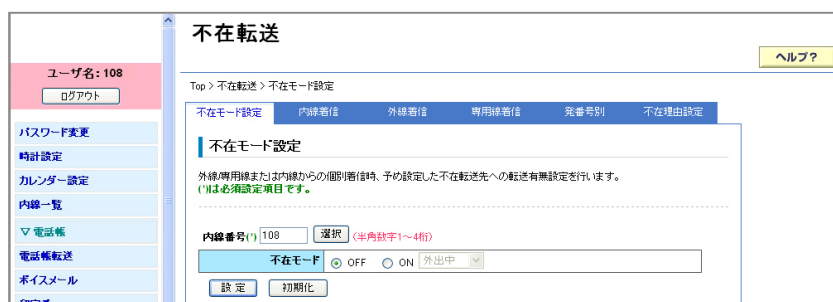 不在転送
ヘルプ?
ユーザ名: 108
ログアウト
Top > 不在転送 > 不在モード設定
不在モード設定 内線着信 外線着信 専用線着信 発番号別 不在理由設定
パスワード変更
時計設定
カレンダー設定
内線一覧
▽ 電話帳
電話帳転送
ボイスメール
不在モード設定
外線/専用線または内線からの個別着信時、予め設定した不在転送先への転送有無設定を行います。
(*)は必須設定項目です。
内線番号(*) 108 選択 (半角数字1～4桁)
不在モード OFF ON 外出中
設定 初期化